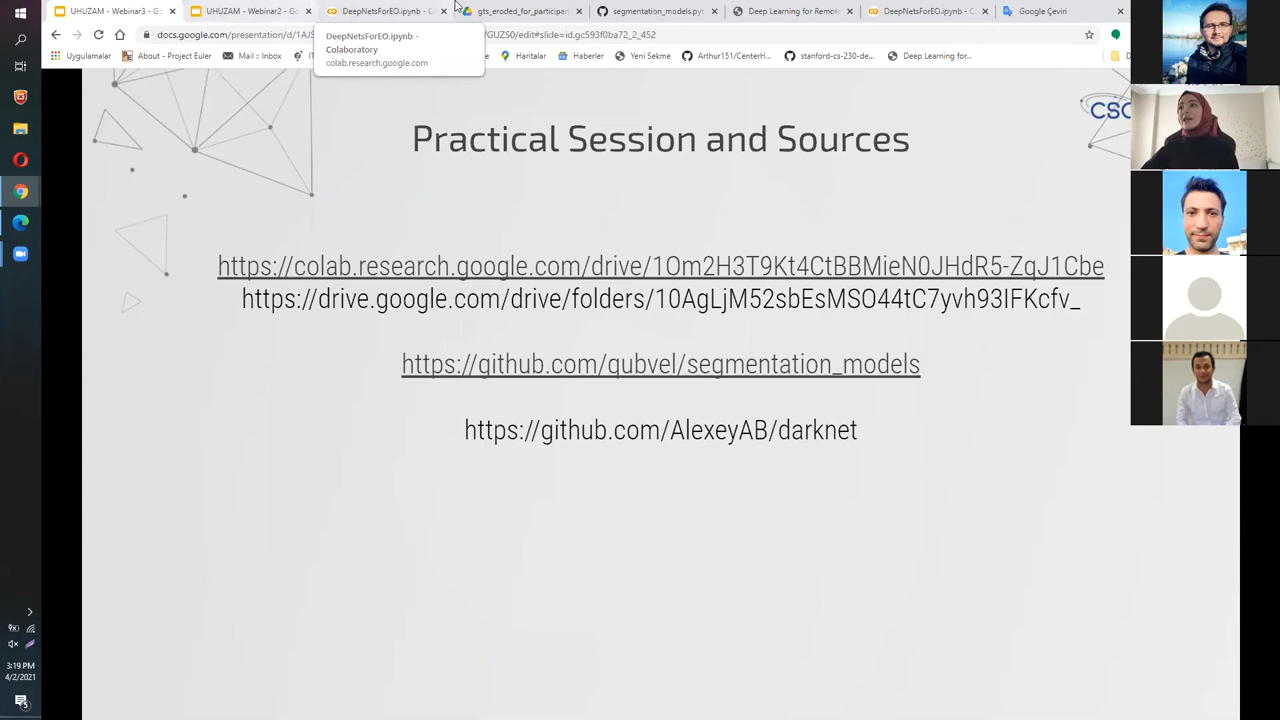 UHUZAM - Webinar3 - Go
UHUZAM - Webinar2 - Go
DeepNetsForEO.ipynb - C
gts_eroded_for_participan
segmentation_models.pyt
Deep Learning for Remot
DeepNetsForEO.ipynb - C
Google Çeviri
docs.google.com/presentation/d/1AJS
GUZS0/edit#slide=id.gc593f0ba72_2_452
DeepNetsForEO.ipynb -
Colaboratory
colab.research.google.com
Uygulamalar
About - Project Euler
Mail :: Inbox
Haritalar
Haberler
Yeni Sekme
Arthur151/CenterH...
stanford-cs-230-de...
Deep Learning for...
CSC
Practical Session and Sources
https://colab.research.google.com/drive/1Om2H3T9Kt4CtBBMieN0JHdR5-ZqJ1Cbe
https://drive.google.com/drive/folders/10AgLjM52sbEsMSO44tC7yvh93IFKcfv_
https://github.com/qubvel/segmentation_models
https://github.com/AlexeyAB/darknet
3:19 PM
4/2/2021